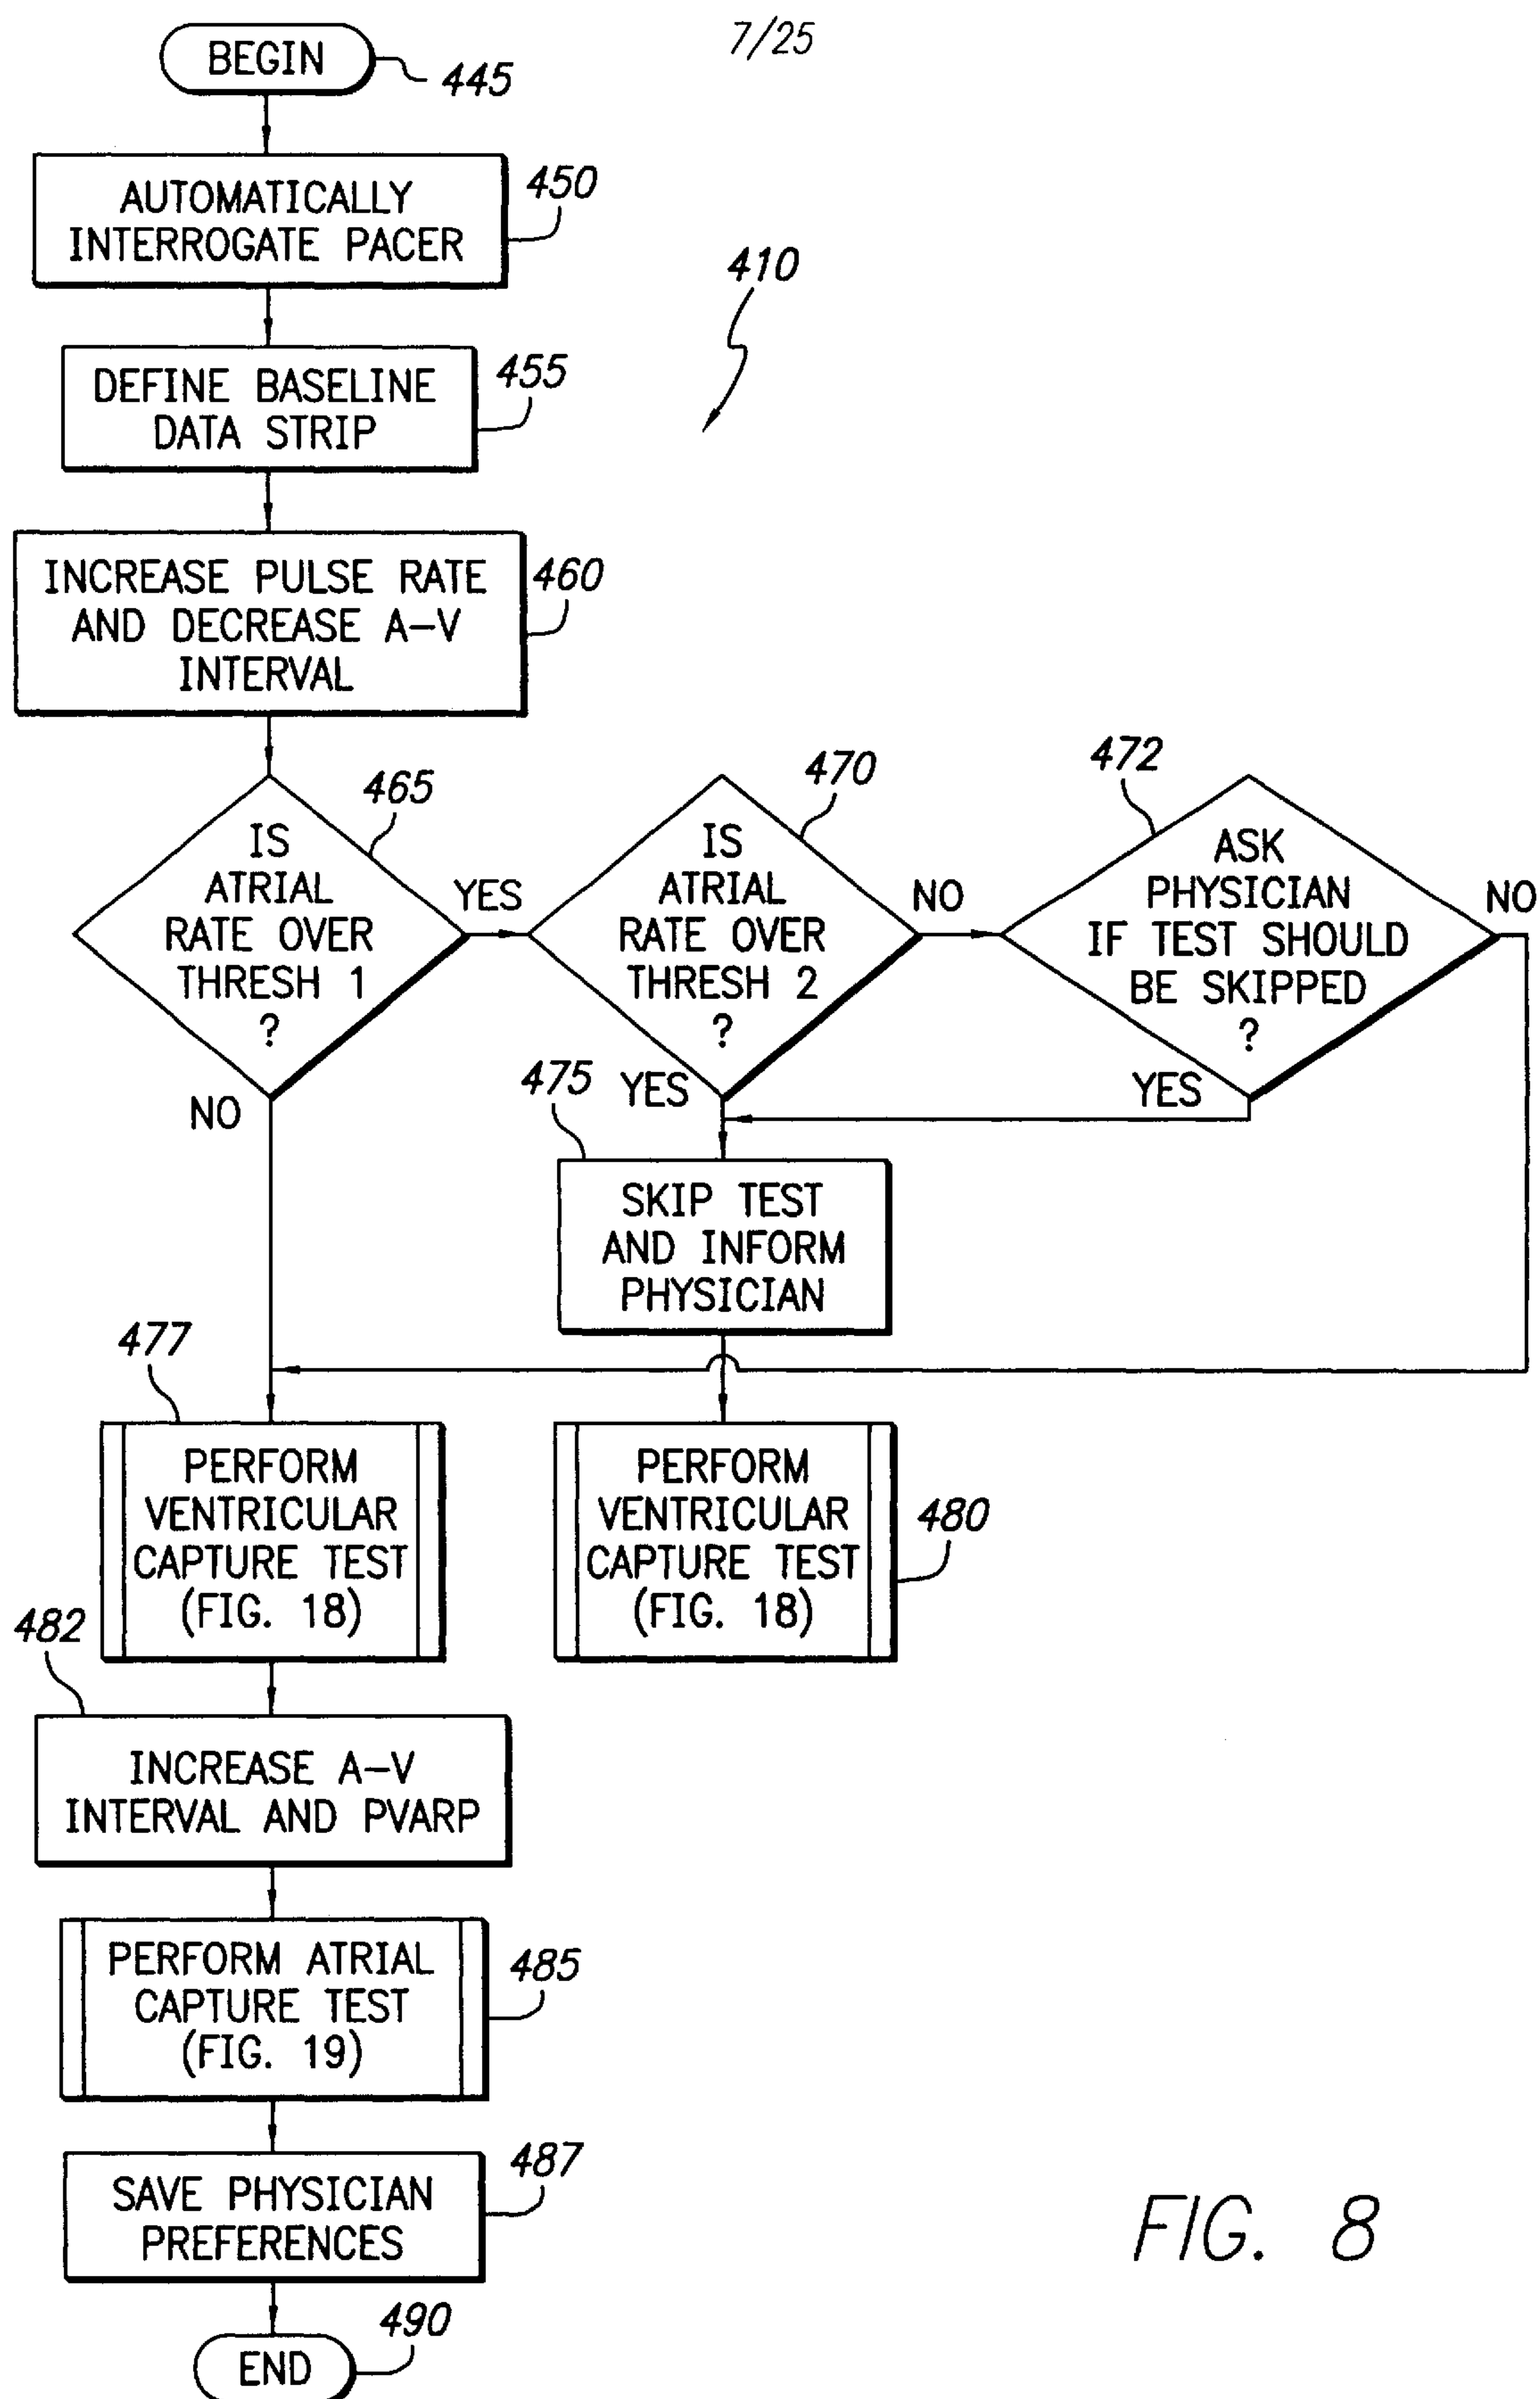 7/25
BEGIN
445
AUTOMATICALLY
INTERROGATE PACER
450
410
DEFINE BASELINE
DATA STRIP
455
INCREASE PULSE RATE
AND DECREASE A-V
INTERVAL
460
465
IS
ATRIAL
RATE OVER
THRESH 1
?
YES
NO
470
IS
ATRIAL
RATE OVER
THRESH 2
?
NO
YES
472
ASK
PHYSICIAN
IF TEST SHOULD
BE SKIPPED
?
NO
YES
475
SKIP TEST
AND INFORM
PHYSICIAN
477
PERFORM
VENTRICULAR
CAPTURE TEST
(FIG. 18)
PERFORM
VENTRICULAR
CAPTURE TEST
(FIG. 18)
480
482
INCREASE A-V
INTERVAL AND PVARP
PERFORM ATRIAL
CAPTURE TEST
(FIG. 19)
485
SAVE PHYSICIAN
PREFERENCES
487
END
490
FIG. 8